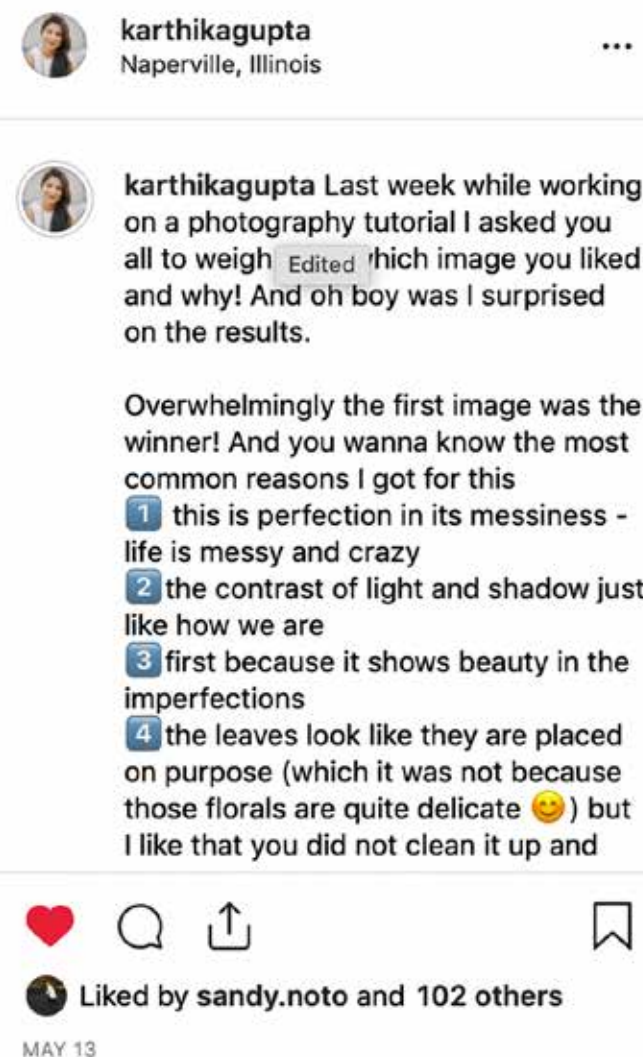 karthikagupta
Naperville, Illinois
karthikagupta Last week while working
on a photography tutorial I asked you
all to weigh Edited hich image you liked
and why! And oh boy was I surprised
on the results.
Overwhelmingly the first image was the
winner! And you wanna know the most
common reasons I got for this
1 this is perfection in its messiness -
life is messy and crazy
2 the contrast of light and shadow just
like how we are
3 first because it shows beauty in the
imperfections
4 the leaves look like they are placed
on purpose (which it was not because
those florals are quite delicate 😊) but
I like that you did not clean it up and
Liked by sandy.noto and 102 others
MAY 13